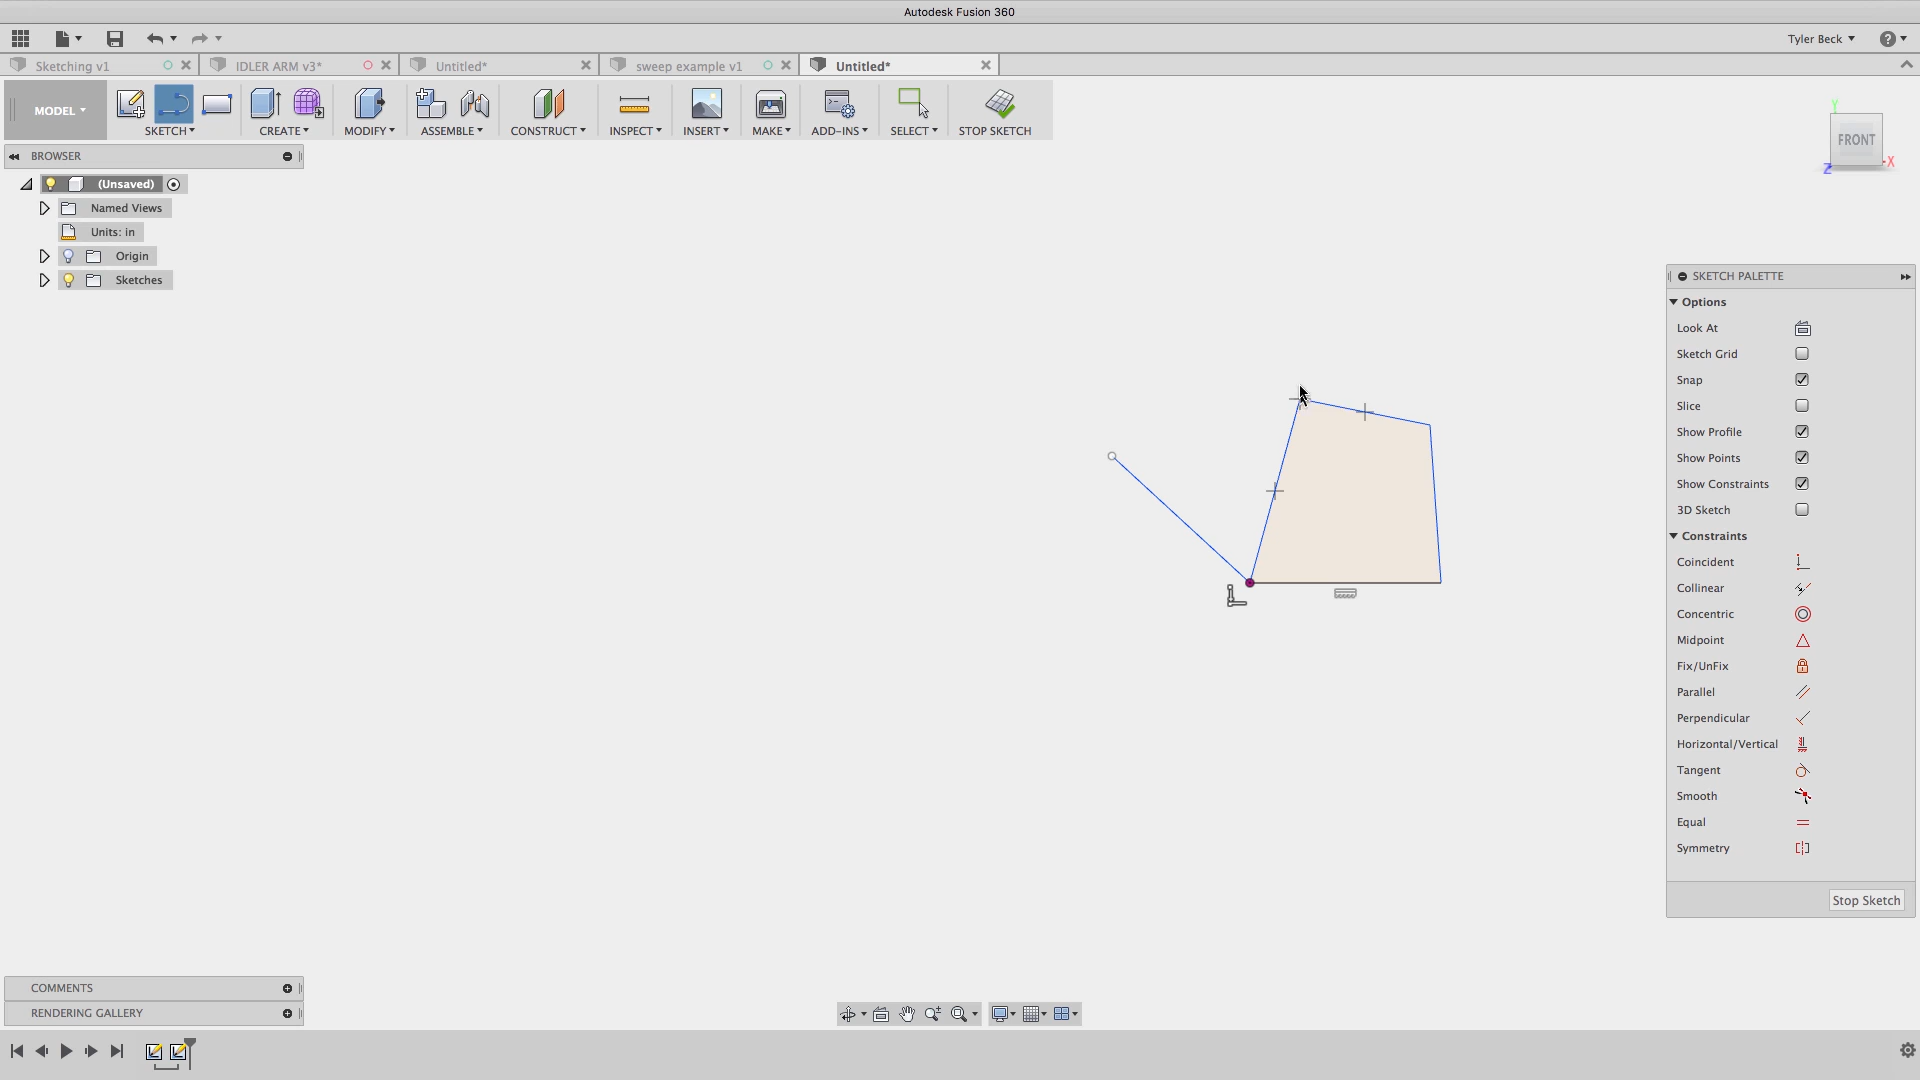 Autodesk Fusion 360
Tyler Beck
Sketching v1
IDLER ARM v3*
Untitled*
sweep example v1
Untitled*
MODEL
SKETCH
CREATE
MODIFY
ASSEMBLE
CONSTRUCT
INSPECT
INSERT
MAKE
ADD-INS
SELECT
STOP SKETCH
BROWSER
(Unsaved)
Named Views
Units: in
Origin
Sketches
Y
FRONT
X
Z
SKETCH PALETTE
Options
Look At
Sketch Grid
Snap
Slice
Show Profile
Show Points
Show Constraints
3D Sketch
Constraints
Coincident
Collinear
Concentric
Midpoint
Fix/UnFix
Parallel
Perpendicular
Horizontal/Vertical
Tangent
Smooth
Equal
Symmetry
Stop Sketch
COMMENTS
RENDERING GALLERY